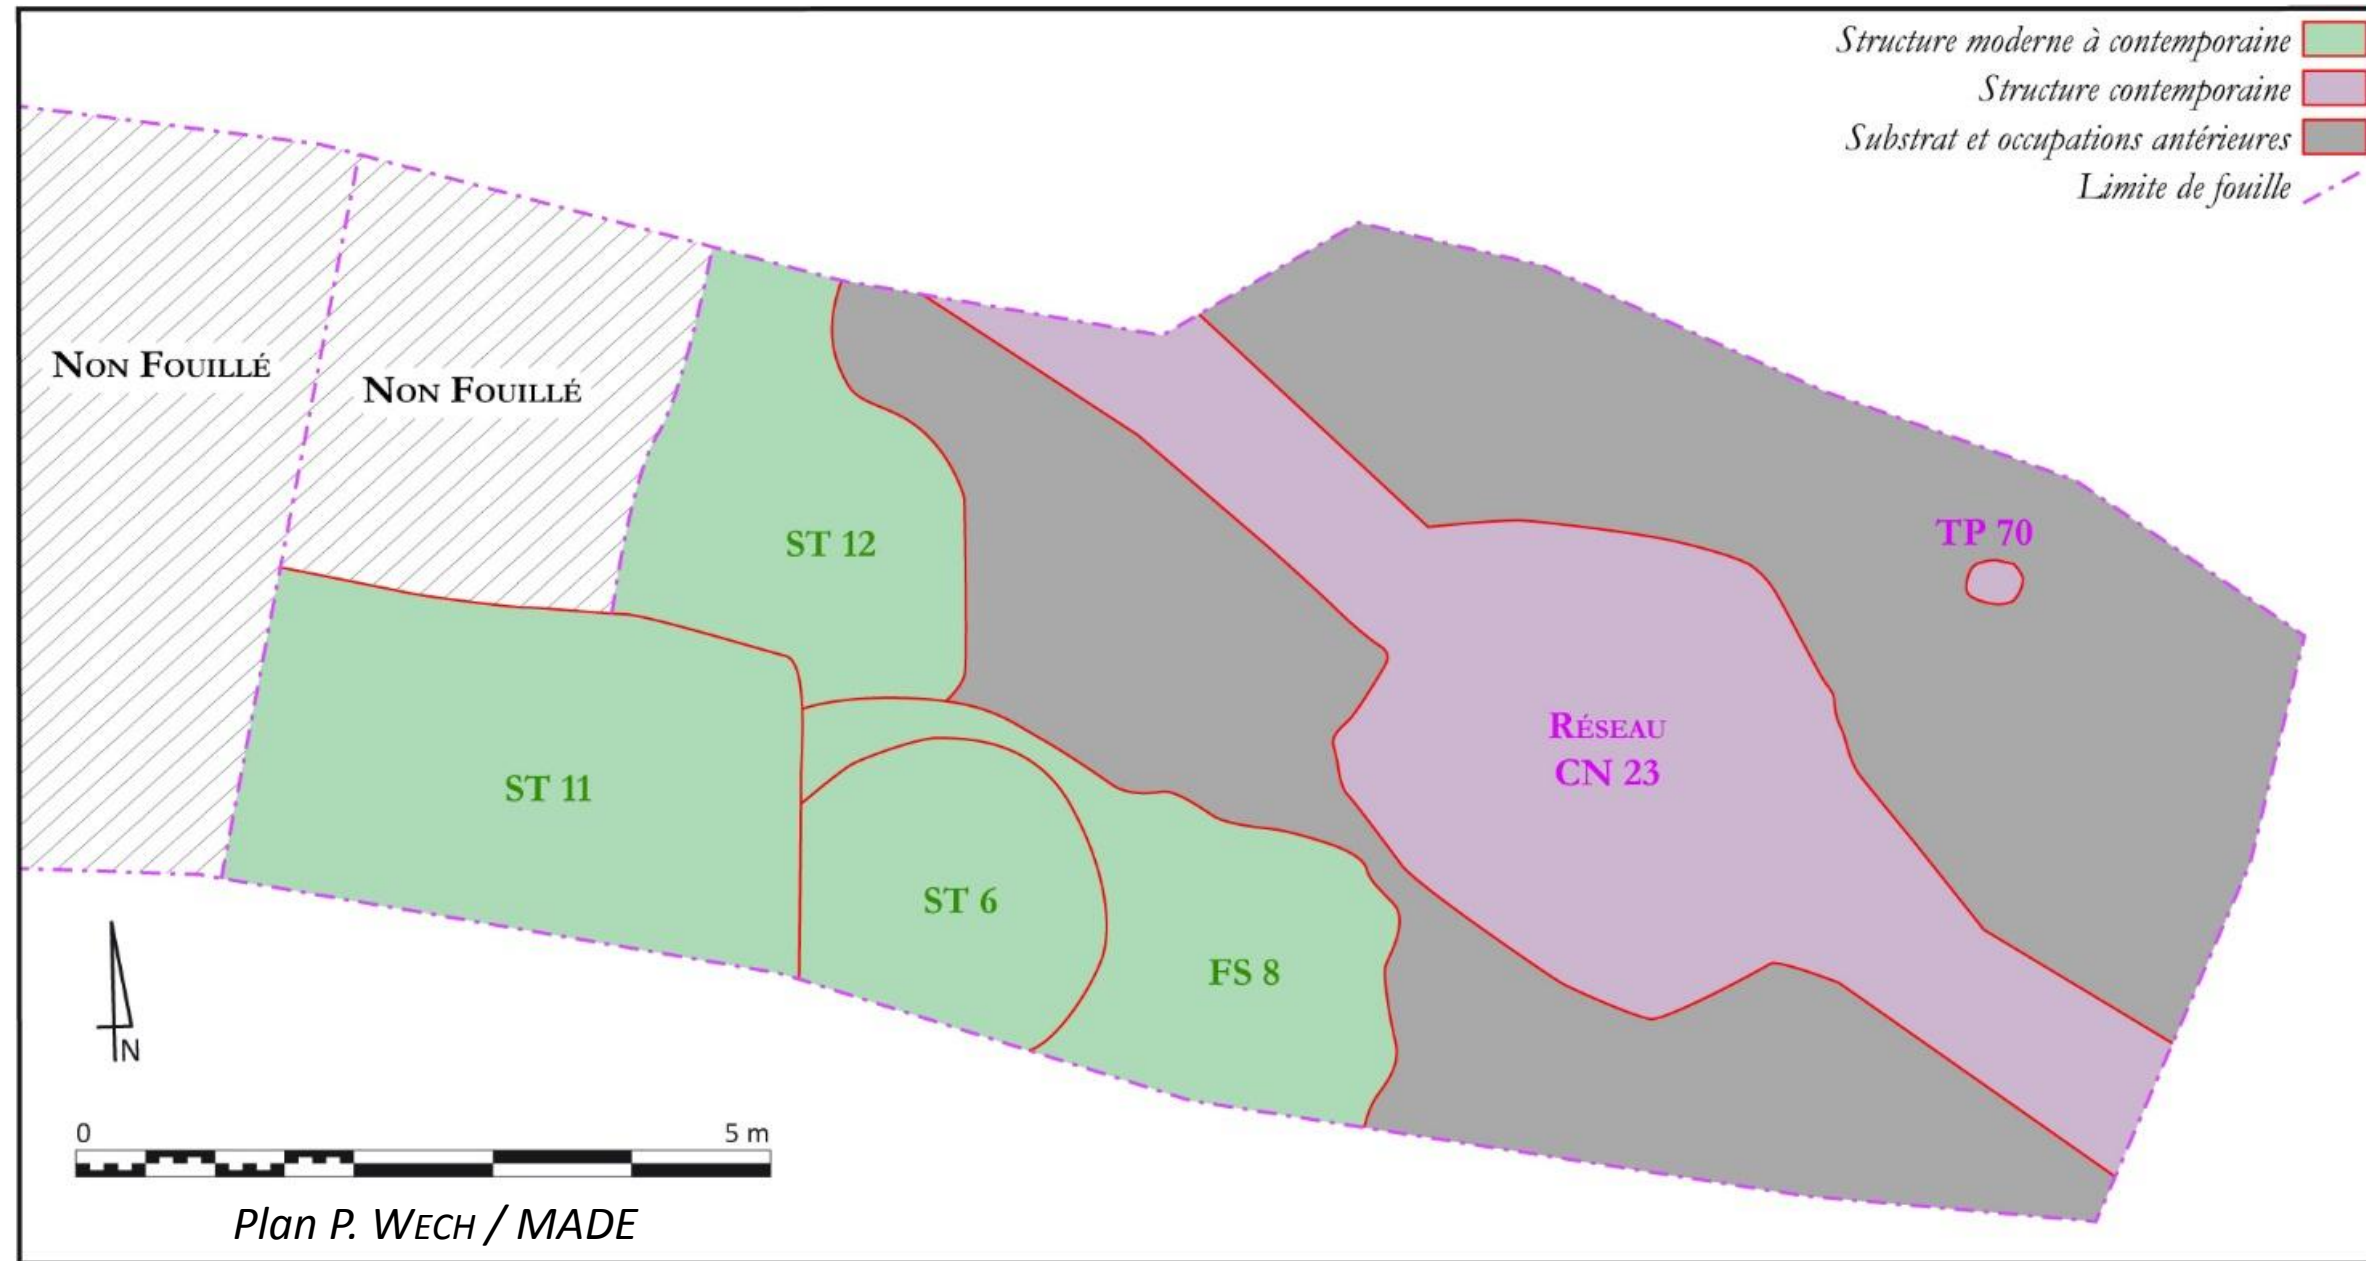 Structure moderne à contemporaine
Structure contemporaine
Substrat et occupations antérieures
Limite de fouille
Non Fouillé
Non Fouillé
TP 70
ST 12
Réseau
CN 23
ST 11
ST 6
FS 8
N
0 5 m
Plan P. Wech / MADE